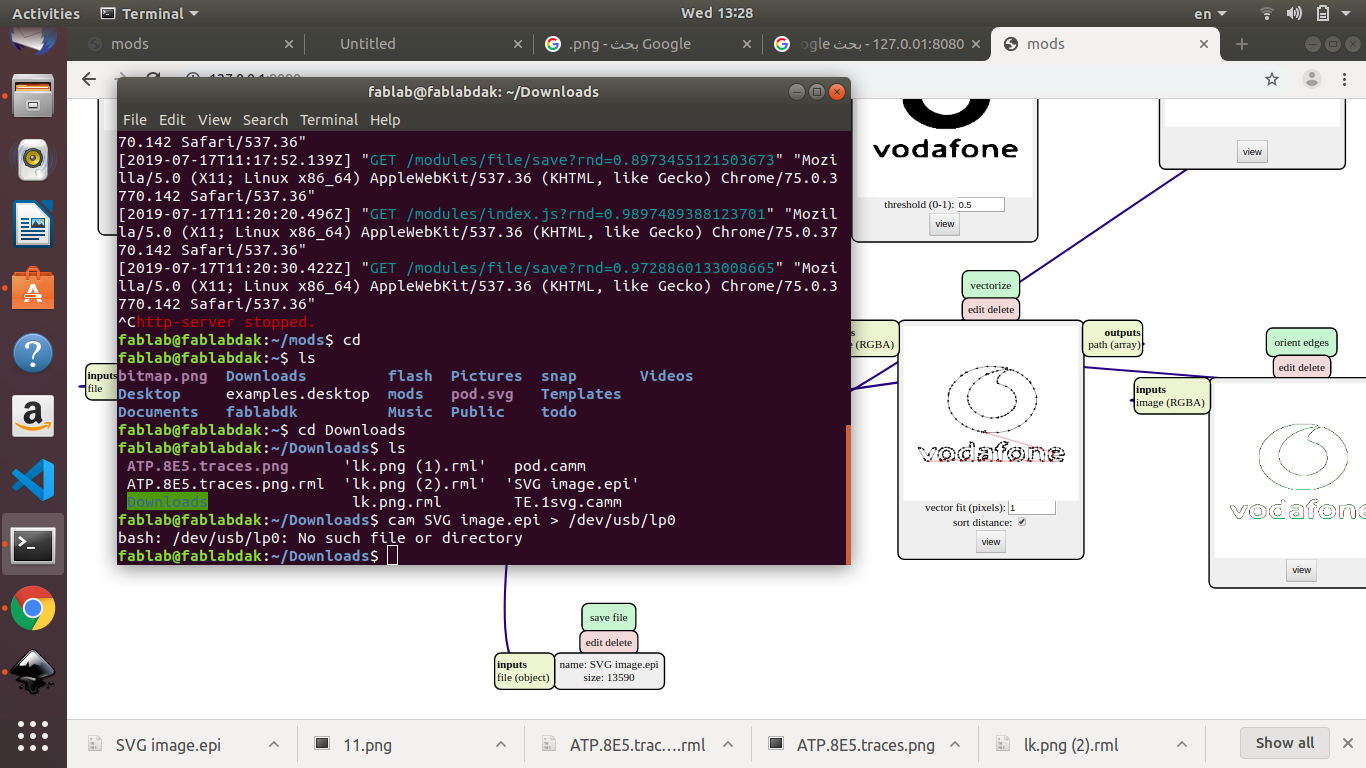 Activities
Terminal
Wed 13:28
en
mods
Untitled
.png - بحث Google
بحث - 127.0.01:8080
mods
fablab@fablabdak: ~/Downloads
File Edit View Search Terminal Help
70.142 Safari/537.36"
[2019-07-17T11:17:52.139Z] "GET /modules/file/save?rnd=0.8973455121503673" "Mozi
lla/5.0 (X11; Linux x86_64) AppleWebKit/537.36 (KHTML, like Gecko) Chrome/75.0.3
770.142 Safari/537.36"
[2019-07-17T11:20:20.496Z] "GET /modules/index.js?rnd=0.9897489388123701" "Mozil
la/5.0 (X11; Linux x86_64) AppleWebKit/537.36 (KHTML, like Gecko) Chrome/75.0.37
70.142 Safari/537.36"
[2019-07-17T11:20:30.422Z] "GET /modules/file/save?rnd=0.9728860133008665" "Mozi
lla/5.0 (X11; Linux x86_64) AppleWebKit/537.36 (KHTML, like Gecko) Chrome/75.0.3
770.142 Safari/537.36"
^Chttp-server stopped.
fablab@fablabdak:~/mods$ cd
fablab@fablabdak:~$ ls
bitmap.png Downloads flash Pictures snap Videos
Desktop examples.desktop mods pod.svg Templates
Documents fablabdk Music Public todo
fablab@fablabdak:~$ cd Downloads
fablab@fablabdak:~/Downloads$ ls
ATP.8E5.traces.png 'lk.png (1).rml' pod.camm
ATP.8E5.traces.png.rml 'lk.png (2).rml' 'SVG image.epi'
Downloads lk.png.rml TE.1svg.camm
fablab@fablabdak:~/Downloads$ cam SVG image.epi > /dev/usb/lp0
bash: /dev/usb/lp0: No such file or directory
fablab@fablabdak:~/Downloads$
vodafone
threshold (0-1): 0.5
view
view
vectorize
edit delete
(RGBA)
outputs
path (array)
vodafone
vector fit (pixels): 1
sort distance:
view
orient edges
edit delete
inputs
image (RGBA)
vodafone
view
inputs
file
save file
edit delete
inputs
file (object)
name: SVG image.epi
size: 13590
SVG image.epi
11.png
ATP.8E5.trac....rml
ATP.8E5.traces.png
lk.png (2).rml
Show all